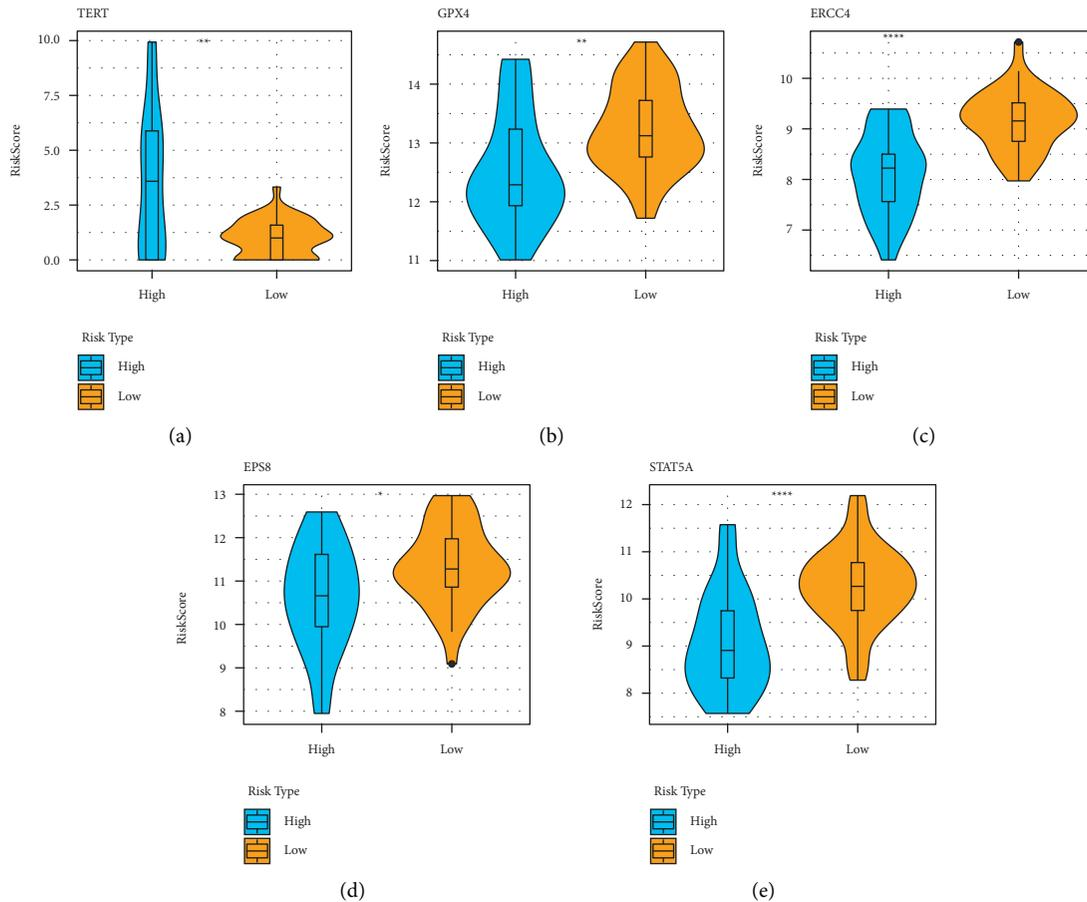 TERT
**
10.0
7.5
5.0
2.5
0.0
RiskScore
High
Low
Risk Type
High
Low
(a)
GPX4
**
14
13
12
11
RiskScore
High
Low
Risk Type
High
Low
(b)
ERCC4
****
10
9
8
7
RiskScore
High
Low
Risk Type
High
Low
(c)
EPS8
*
13
12
11
10
9
8
RiskScore
High
Low
Risk Type
High
Low
(d)
STAT5A
****
12
11
10
9
8
RiskScore
High
Low
Risk Type
High
Low
(e)